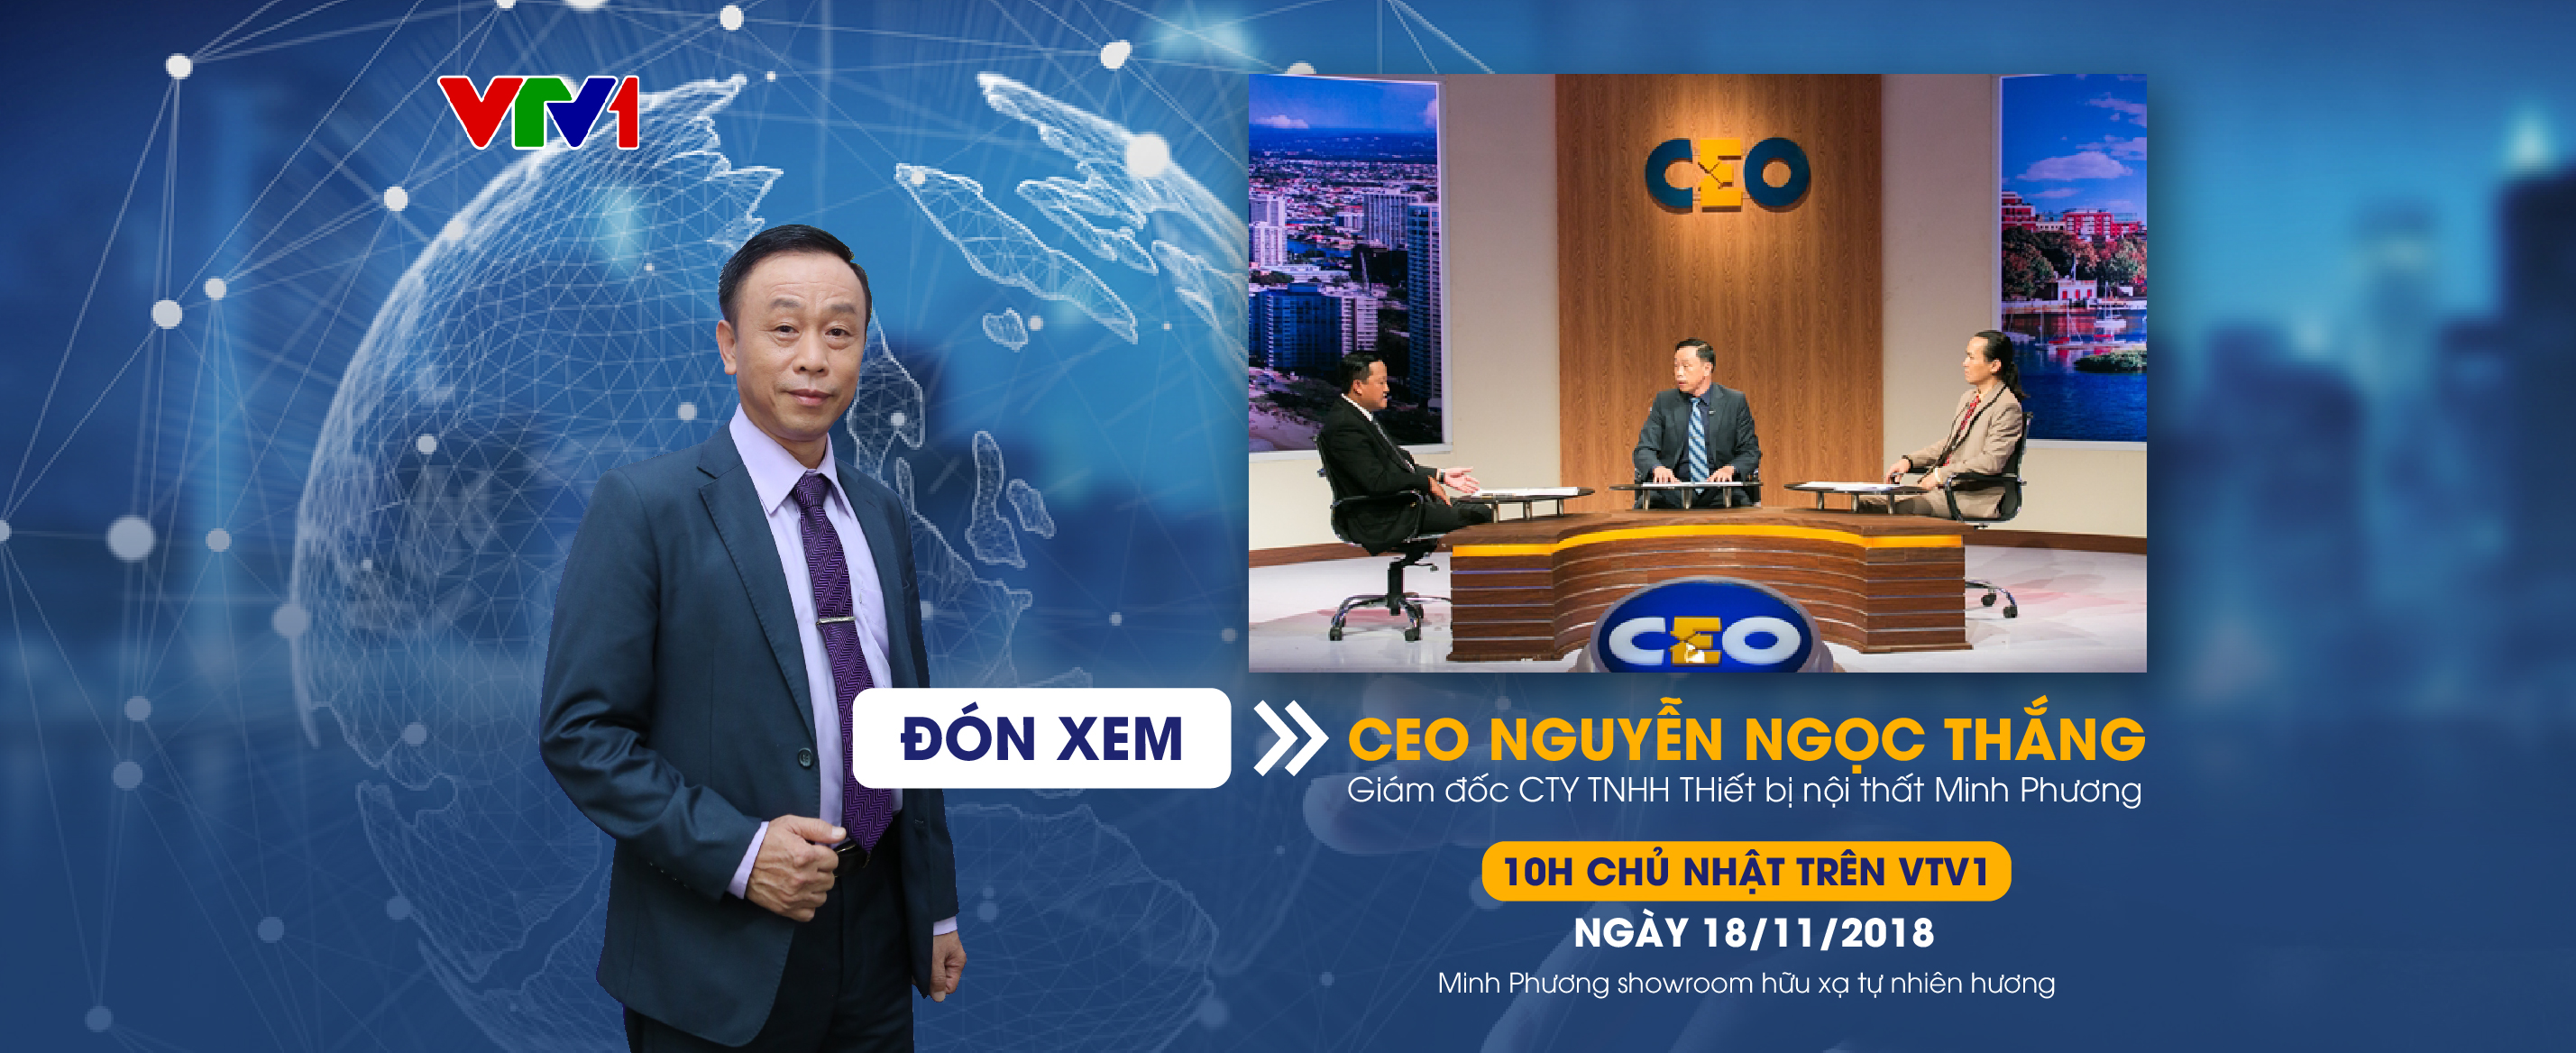 VTV1
CEO
CEO
ĐÓN XEM
CEO NGUYỄN NGỌC THẮNG
Giám đốc CTY TNHH THiết bị nội thất Minh Phương
10H CHỦ NHẬT TRÊN VTV1
NGÀY 18/11/2018
Minh Phương showroom hữu xạ tự nhiên hương